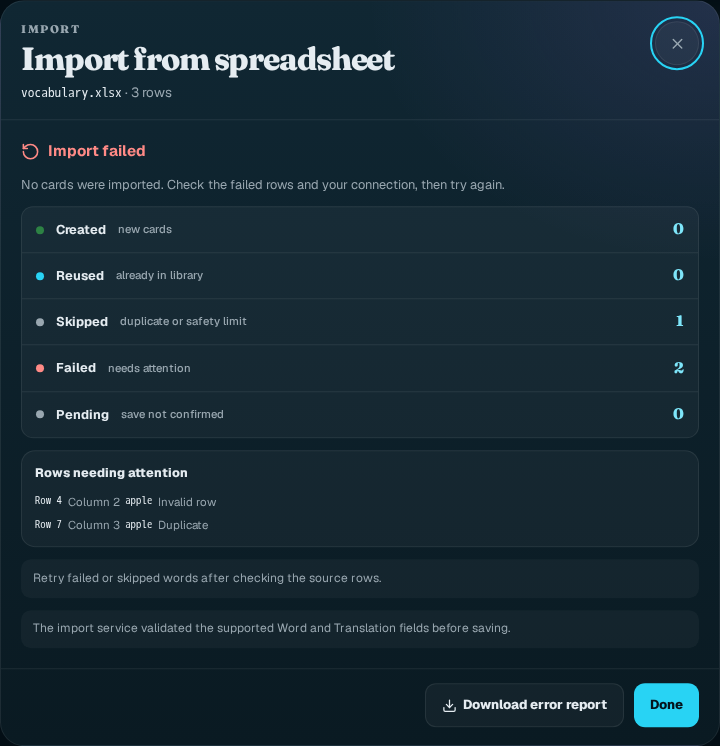 IMPORT
Import from spreadsheet
vocabulary.xlsx · 3 rows
Import failed
No cards were imported. Check the failed rows and your connection, then try again.
Created new cards 0
Reused already in library 0
Skipped duplicate or safety limit 1
Failed needs attention 2
Pending save not confirmed 0
Rows needing attention
Row 4 Column 2 apple Invalid row
Row 7 Column 3 apple Duplicate
Retry failed or skipped words after checking the source rows.
The import service validated the supported Word and Translation fields before saving.
Download error report Done